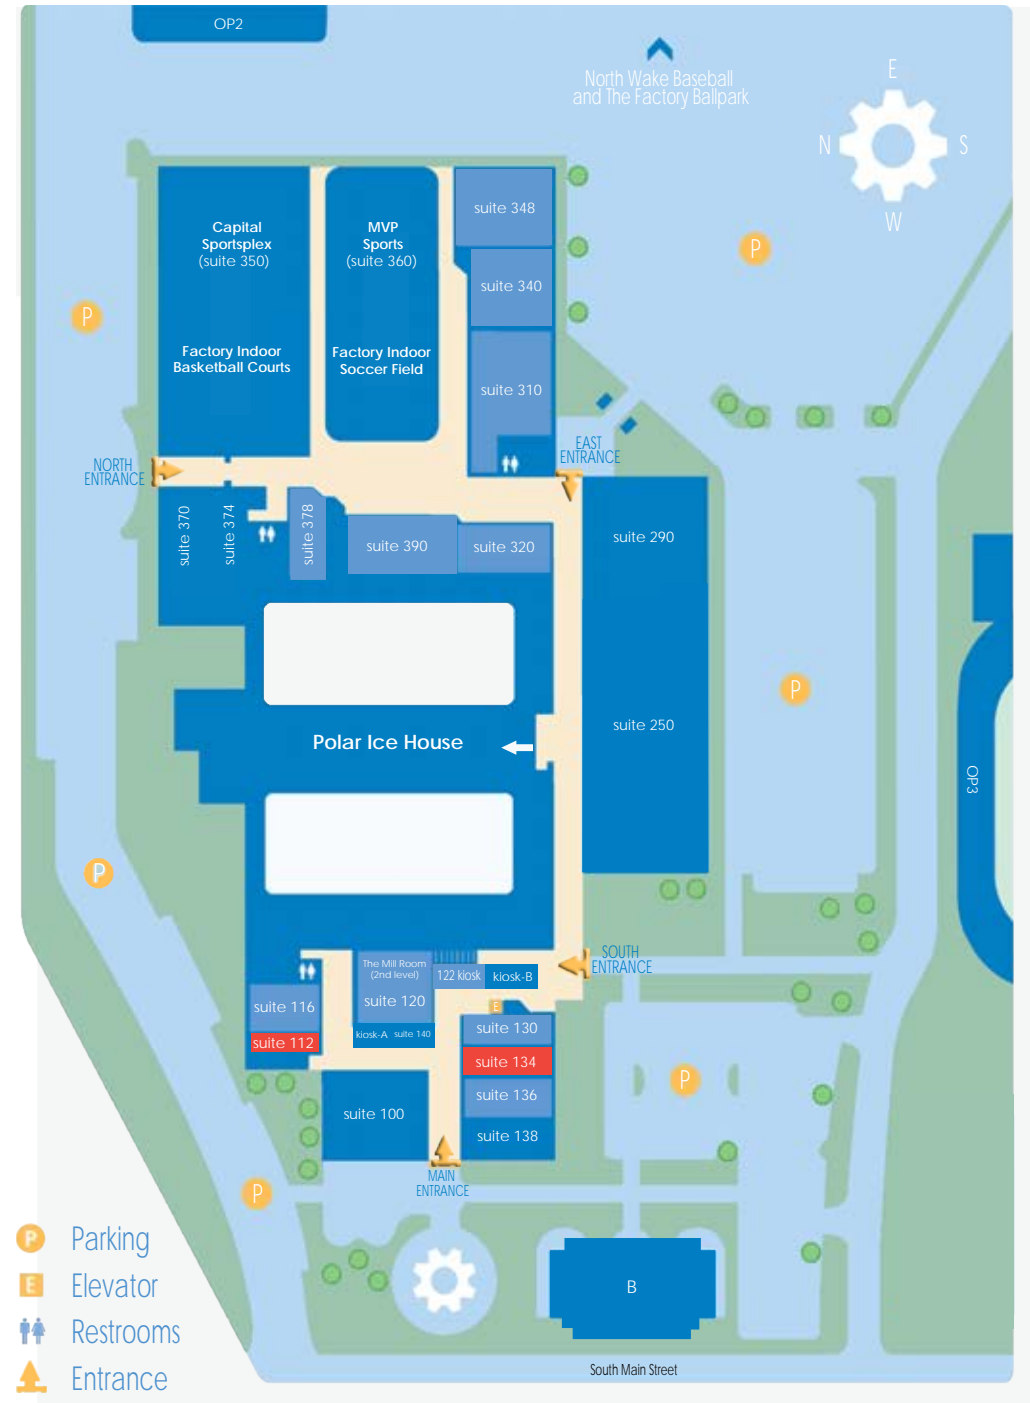 OP2
North Wake Baseball
and The Factory Ballpark
E
N
S
W
Capital
Sportsplex
(suite 350)
MVP
Sports
(suite 360)
suite 348
P
suite 340
P
Factory Indoor
Basketball Courts
Factory Indoor
Soccer Field
suite 310
EAST
ENTRANCE
NORTH
ENTRANCE
suite 370
suite 374
suite 378
suite 390
suite 320
suite 290
P
suite 250
Polar Ice House
OP3
P
SOUTH
ENTRANCE
The Mill Room
(2nd level)
suite 120
122 kiosk
kiosk-B
suite 116
E
suite 130
kiosk-A
suite 140
suite 112
suite 134
P
suite 136
suite 100
suite 138
MAIN
ENTRANCE
P
P Parking
E Elevator
Restrooms
Entrance
B
South Main Street